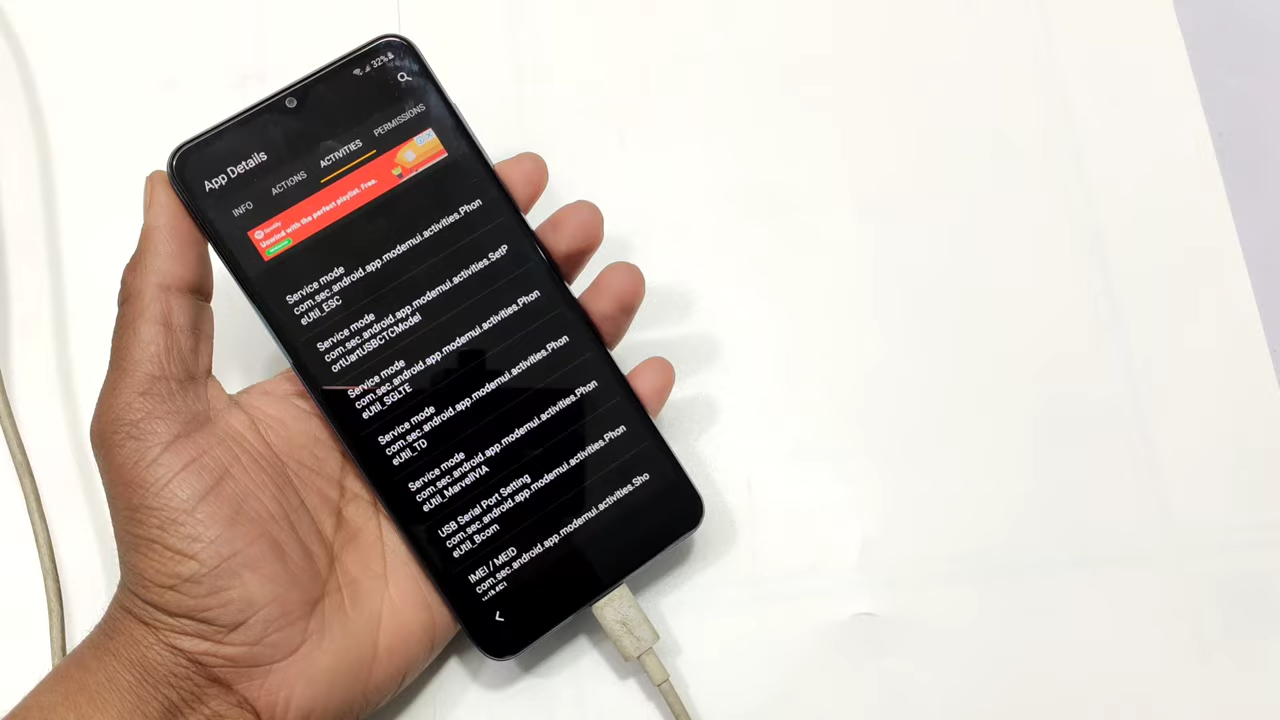 32%
App Details
INFO
ACTIONS
ACTIVITIES
PERMISSIONS
Spotify
Unwind with the perfect playlist. Free.
Service mode
com.sec.android.app.modemui.activities.Phon
eUtil_ESC
Service mode
com.sec.android.app.modemui.activities.SetP
ortUartUSBCTCModel
Service mode
com.sec.android.app.modemui.activities.Phon
eUtil_SGLTE
Service mode
com.sec.android.app.modemui.activities.Phon
eUtil_TD
Service mode
com.sec.android.app.modemui.activities.Phon
eUtil_MarvellVIA
USB Serial Port Setting
com.sec.android.app.modemui.activities.Phon
eUtil_Bcom
IMEI / MEID
com.sec.android.app.modemui.activities.Sho
wIMEI